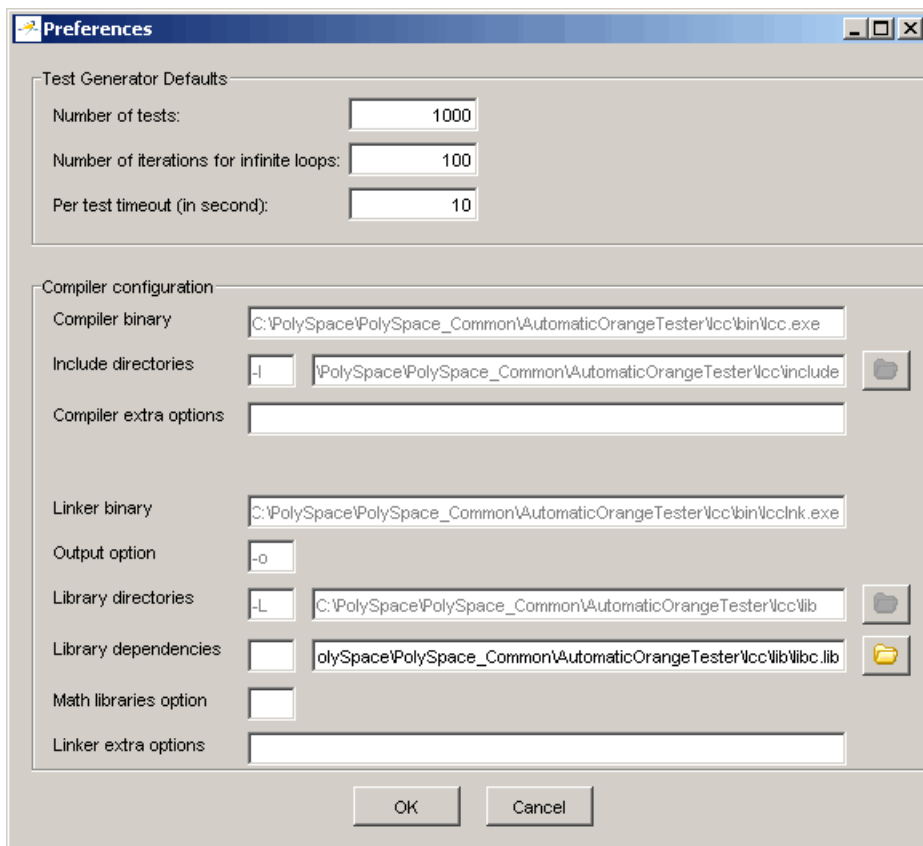 Preferences
Test Generator Defaults
Number of tests: 1000
Number of iterations for infinite loops: 100
Per test timeout (in second): 10
Compiler configuration
Compiler binary C:\PolySpace\PolySpace_Common\AutomaticOrangeTester\lcc\bin\lcc.exe
Include directories -I \PolySpace\PolySpace_Common\AutomaticOrangeTester\lcc\include
Compiler extra options
Linker binary C:\PolySpace\PolySpace_Common\AutomaticOrangeTester\lcc\bin\lcclnk.exe
Output option -o
Library directories -L C:\PolySpace\PolySpace_Common\AutomaticOrangeTester\lcc\lib
Library dependencies olySpace\PolySpace_Common\AutomaticOrangeTester\lcc\lib\libc.lib
Math libraries option
Linker extra options
OK Cancel